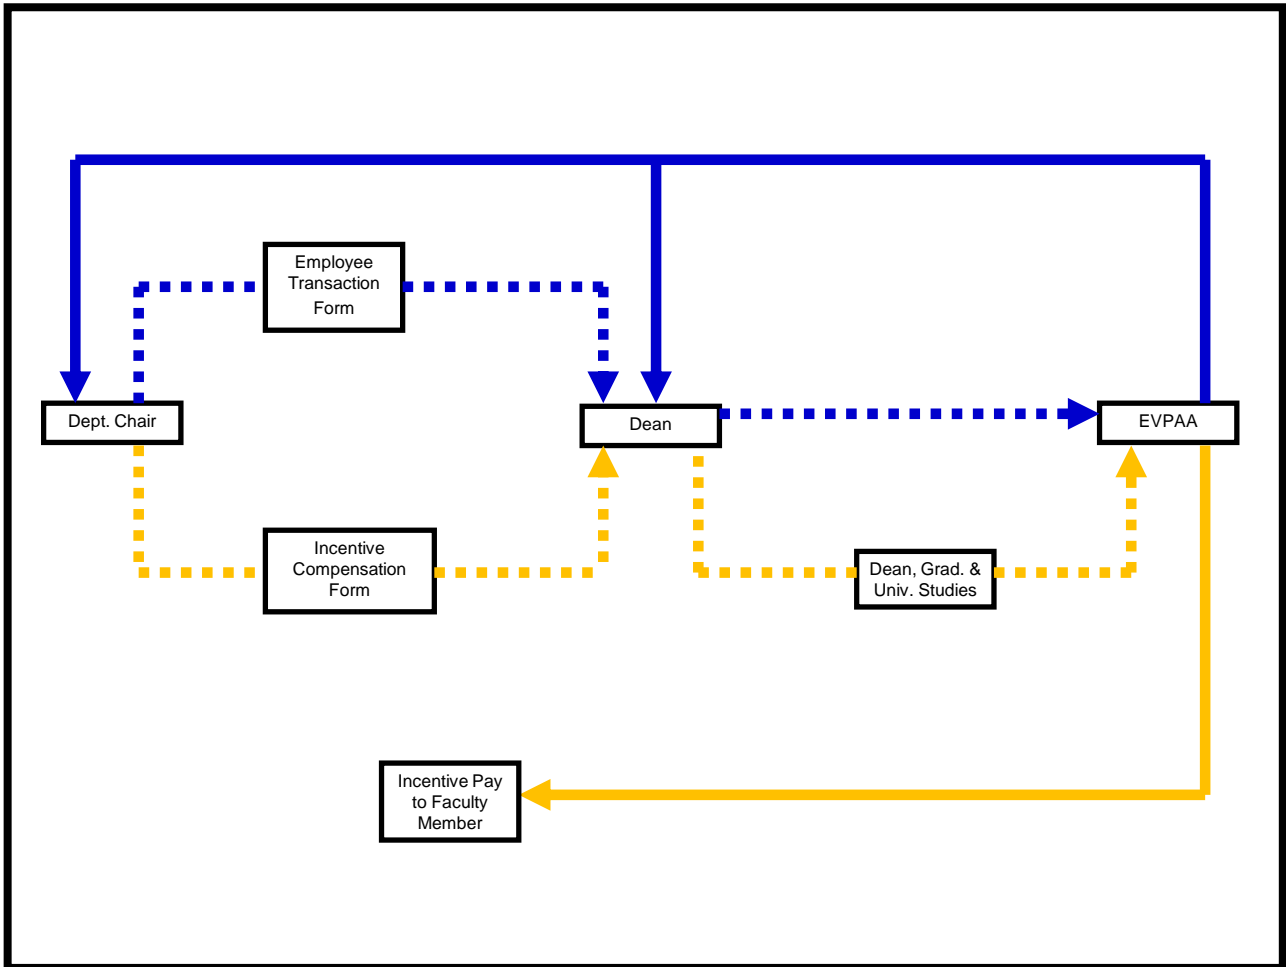 Employee
Transaction
Form
Dept. Chair
Dean
EVPAA
Incentive
Compensation
Form
Dean, Grad. &
Univ. Studies
Incentive Pay
to Faculty
Member